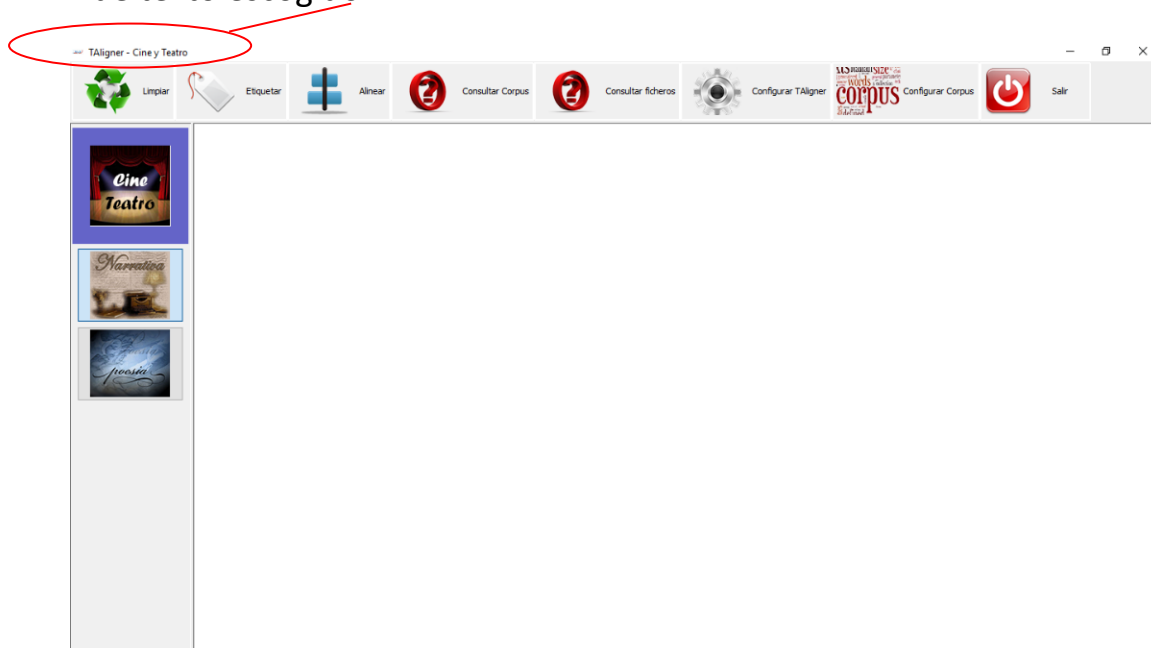 TAligner - Cine y Teatro
Limpiar
Etiquetar
Alinear
Consultar Corpus
Consultar ficheros
Configurar TAligner
words
corpus
Configurar Corpus
Salir
Cine
Teatro
Narrativa
poesía